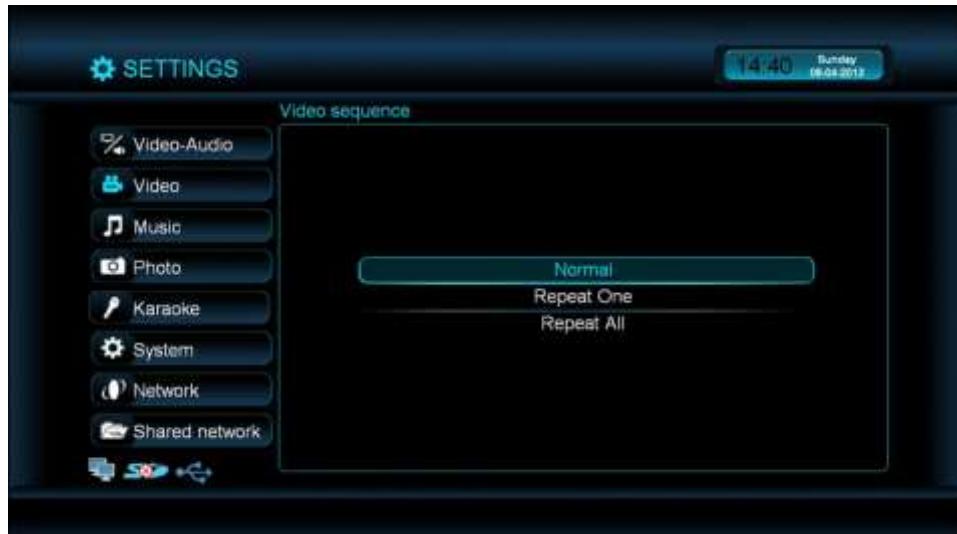 SETTINGS
14:40
Sunday
Video sequence
Video-Audio
Video
Music
Photo
Karaoke
System
Network
Shared network
Normal
Repeat One
Repeat All